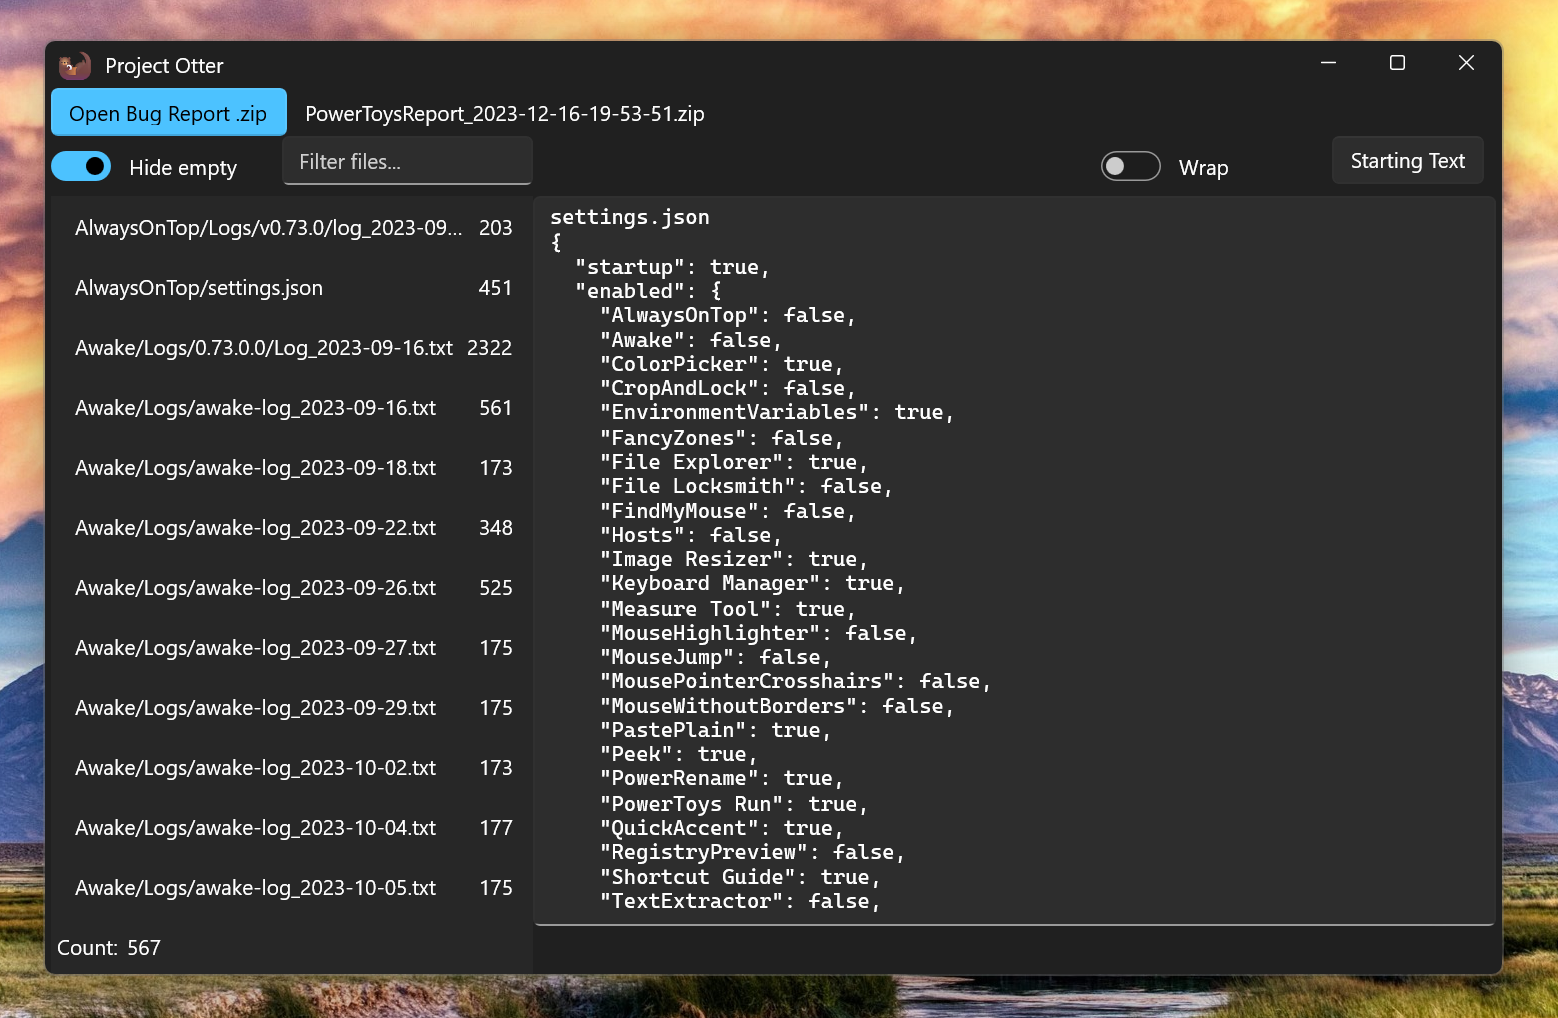 Project Otter
Open Bug Report .zip
PowerToysReport_2023-12-16-19-53-51.zip
Hide empty
Filter files...
Wrap
Starting Text
AlwaysOnTop/Logs/v0.73.0/log_2023-09... 203
AlwaysOnTop/settings.json 451
Awake/Logs/0.73.0.0/Log_2023-09-16.txt 2322
Awake/Logs/awake-log_2023-09-16.txt 561
Awake/Logs/awake-log_2023-09-18.txt 173
Awake/Logs/awake-log_2023-09-22.txt 348
Awake/Logs/awake-log_2023-09-26.txt 525
Awake/Logs/awake-log_2023-09-27.txt 175
Awake/Logs/awake-log_2023-09-29.txt 175
Awake/Logs/awake-log_2023-10-02.txt 173
Awake/Logs/awake-log_2023-10-04.txt 177
Awake/Logs/awake-log_2023-10-05.txt 175
Count: 567
settings.json
{
  "startup": true,
  "enabled": {
    "AlwaysOnTop": false,
    "Awake": false,
    "ColorPicker": true,
    "CropAndLock": false,
    "EnvironmentVariables": true,
    "FancyZones": false,
    "File Explorer": true,
    "File Locksmith": false,
    "FindMyMouse": false,
    "Hosts": false,
    "Image Resizer": true,
    "Keyboard Manager": true,
    "Measure Tool": true,
    "MouseHighlighter": false,
    "MouseJump": false,
    "MousePointerCrosshairs": false,
    "MouseWithoutBorders": false,
    "PastePlain": true,
    "Peek": true,
    "PowerRename": true,
    "PowerToys Run": true,
    "QuickAccent": true,
    "RegistryPreview": false,
    "Shortcut Guide": true,
    "TextExtractor": false,